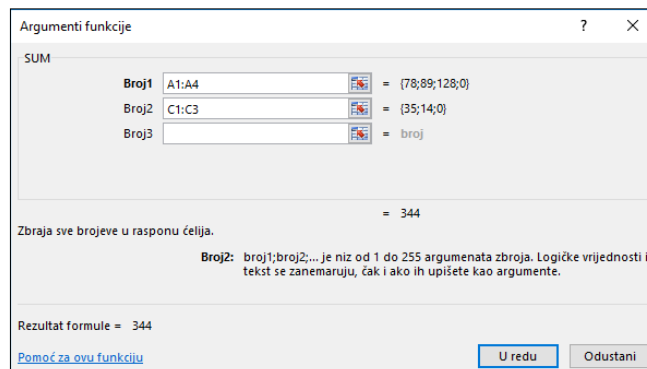 Argumenti funkcije ? ×
SUM
Broj1 A1:A4 = {78;89;128;0}
Broj2 C1:C3 = {35;14;0}
Broj3 = broj
= 344
Zbraja sve brojeve u rasponu ćelija.
Broj2: broj1;broj2;... je niz od 1 do 255 argumenata zbroja. Logičke vrijednosti i
tekst se zanemaruju, čak i ako ih upišete kao argumente.
Rezultat formule = 344
Pomoć za ovu funkciju U redu Odustani